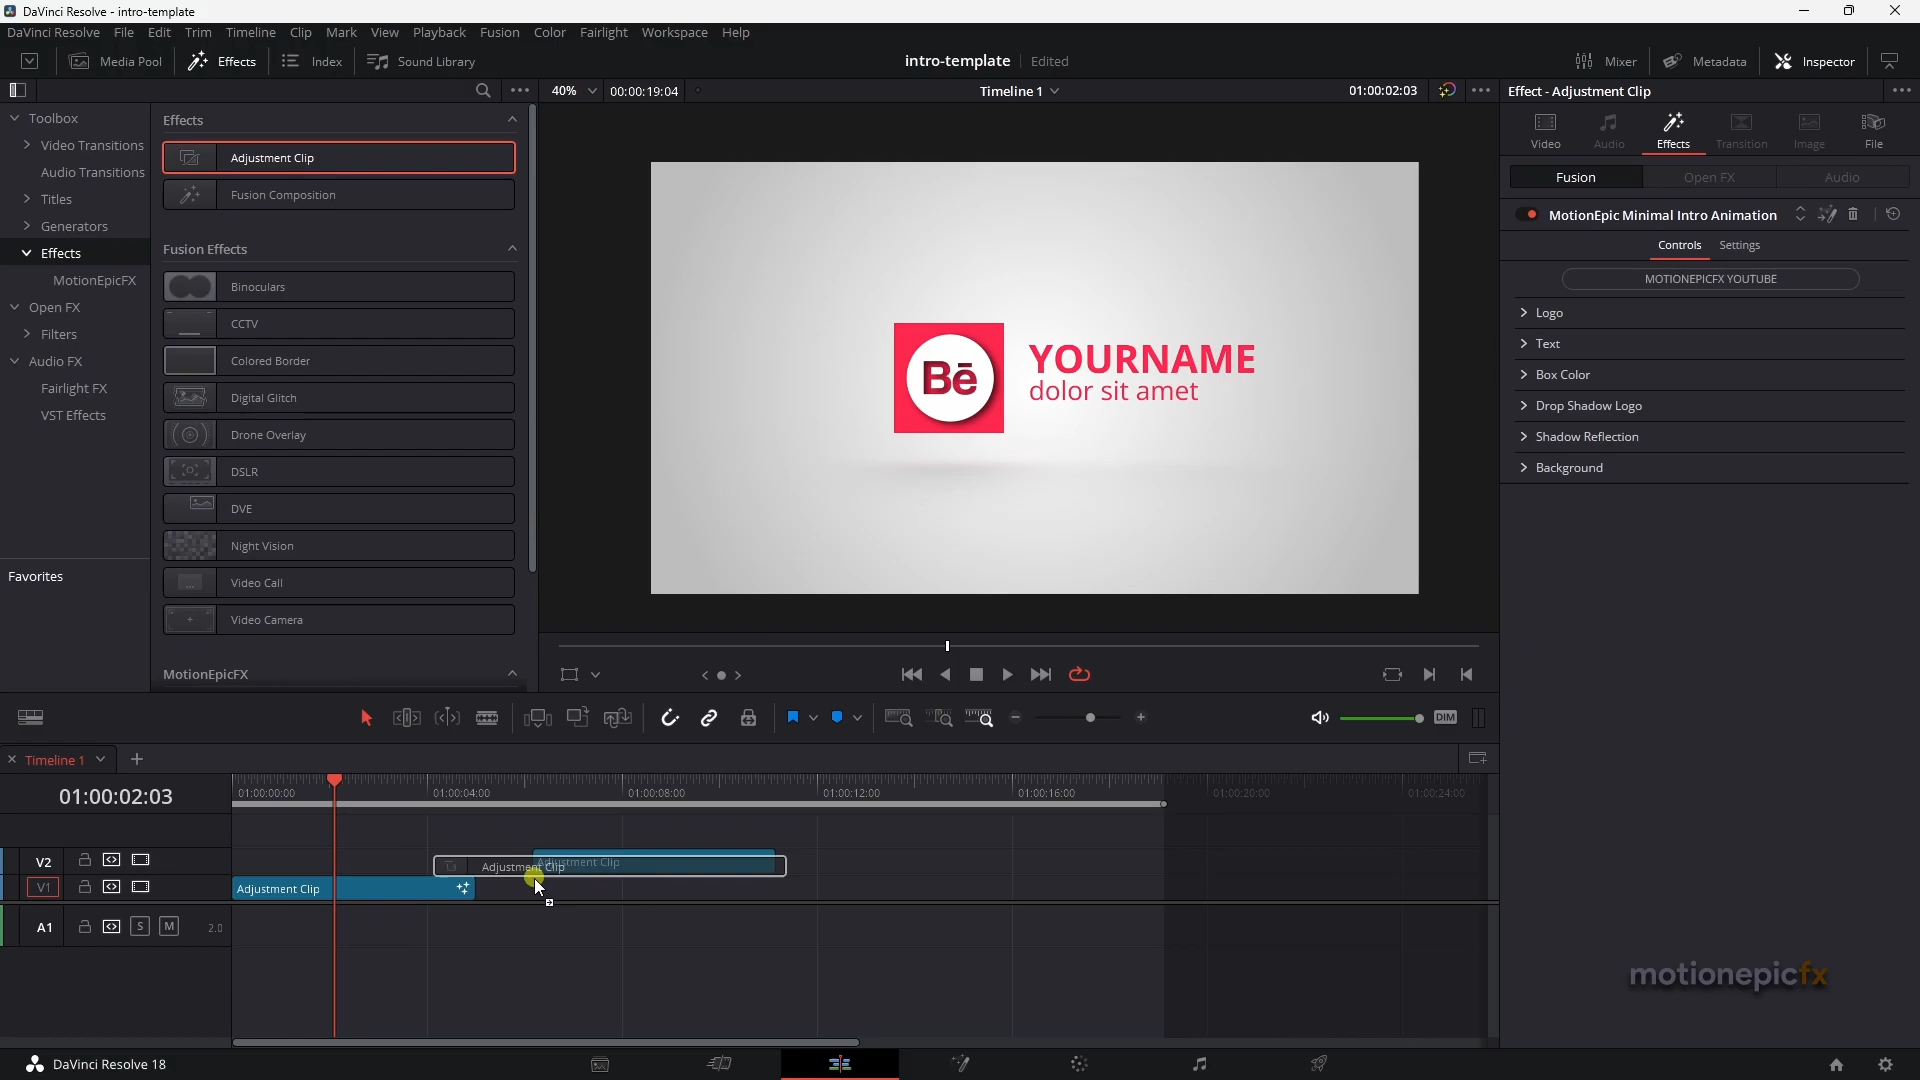 DaVinci Resolve - intro-template
DaVinci Resolve File Edit Trim Timeline Clip Mark View Playback Fusion Color Fairlight Workspace Help
Media Pool Effects Index Sound Library intro-template Edited Mixer Metadata Inspector
40% 00:00:19:04 Timeline 1 01:00:02:03 Effect - Adjustment Clip
Toolbox
Video Transitions
Audio Transitions
Titles
Generators
Effects
MotionEpicFX
Open FX
Filters
Audio FX
Fairlight FX
VST Effects
Favorites
Effects
Adjustment Clip
Fusion Composition
Fusion Effects
Binoculars
CCTV
Colored Border
Digital Glitch
Drone Overlay
DSLR
DVE
Night Vision
Video Call
Video Camera
MotionEpicFX
Bē
YOURNAME
dolor sit amet
Video Audio Effects Transition Image File
Fusion Open FX Audio
MotionEpic Minimal Intro Animation
Controls Settings
MOTIONEPICFX YOUTUBE
Logo
Text
Box Color
Drop Shadow Logo
Shadow Reflection
Background
DIM
Timeline 1
01:00:02:03
01:00:00:00 01:00:04:00 01:00:08:00 01:00:12:00 01:00:16:00 01:00:20:00 01:00:24:00
V2 Adjustment Clip Adjustment Clip
V1 Adjustment Clip
A1 S M 2.0
motionepicfx
DaVinci Resolve 18